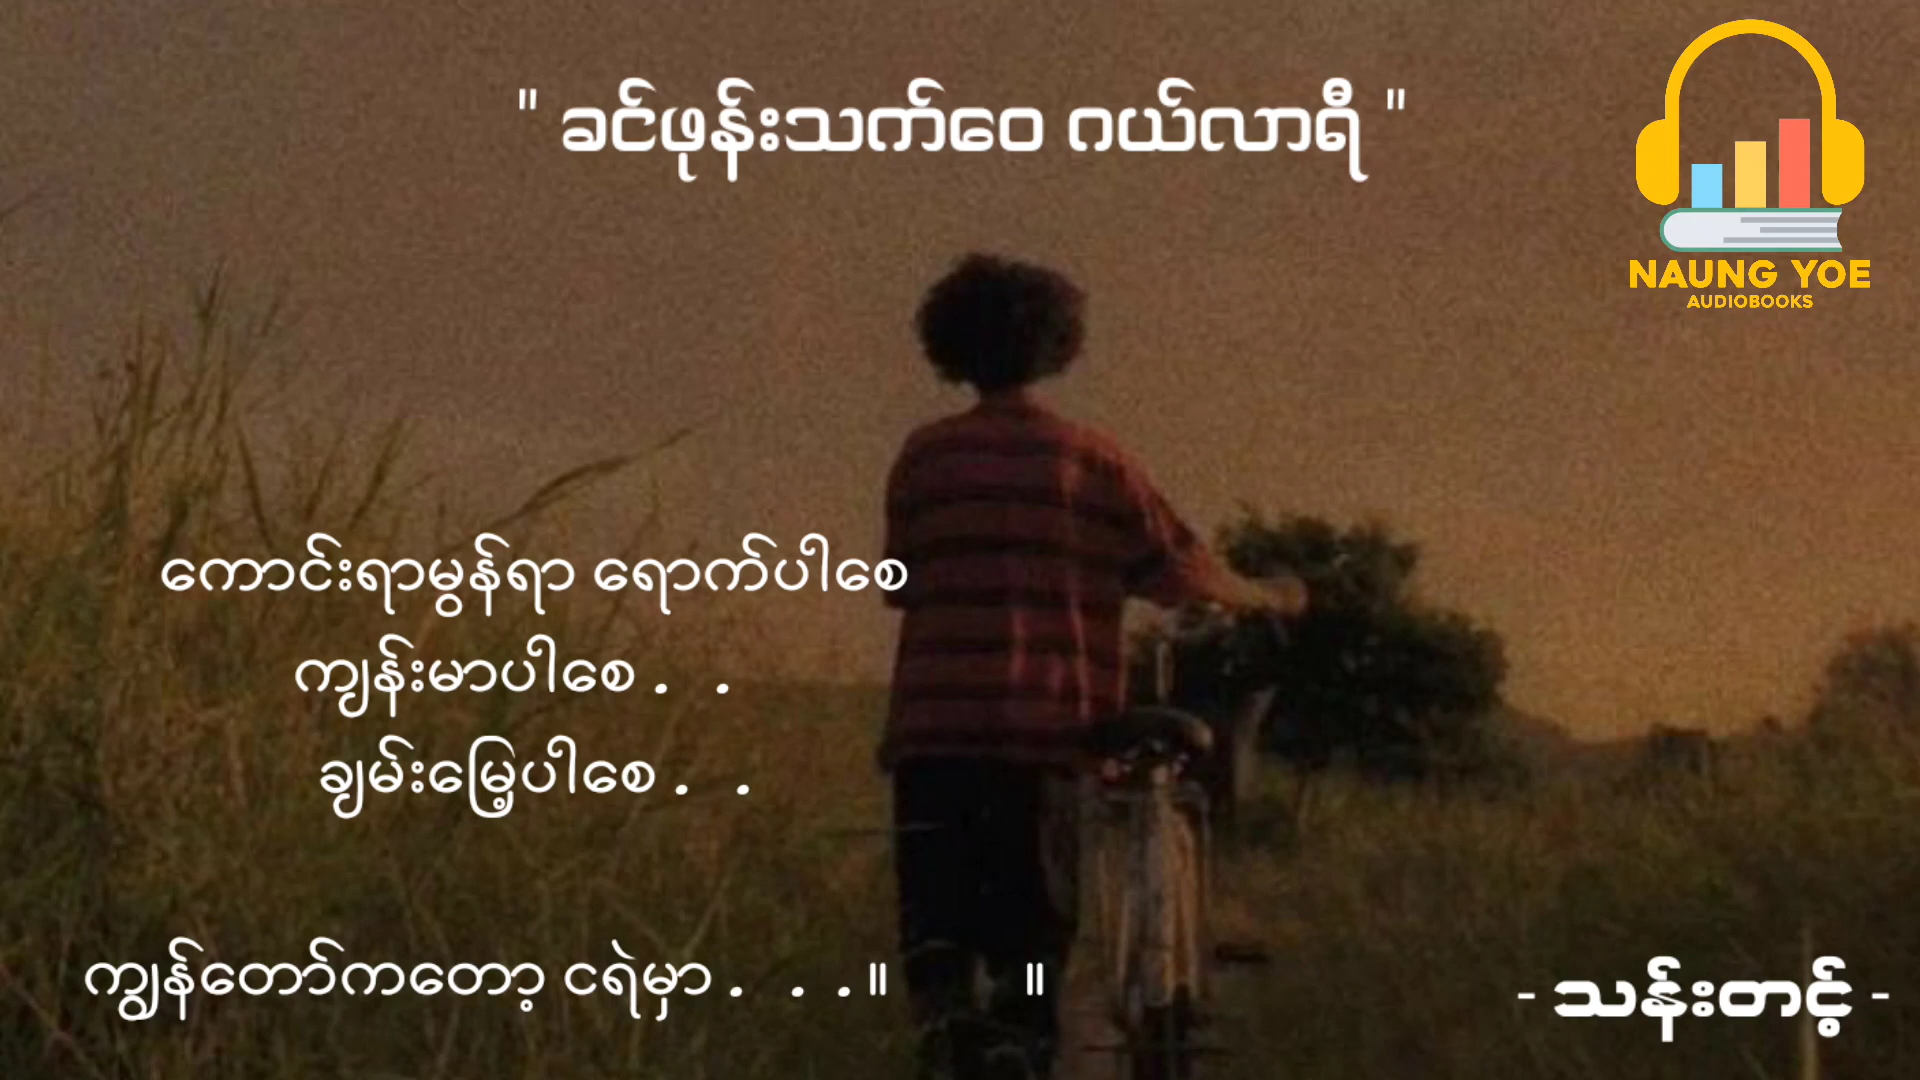 " ခင်ဖုန်းသက်ဝေ ဂယ်လာရီ "
NAUNG YOE
AUDIOBOOKS
ကောင်းရာမွန်ရာ ရောက်ပါစေ
ကျန်းမာပါစေ . .
ချမ်းမြေ့ပါစေ . .
ကျွန်တော်ကတော့ ငရဲမှာ . . . ။ ။
- သန်းတင့် -